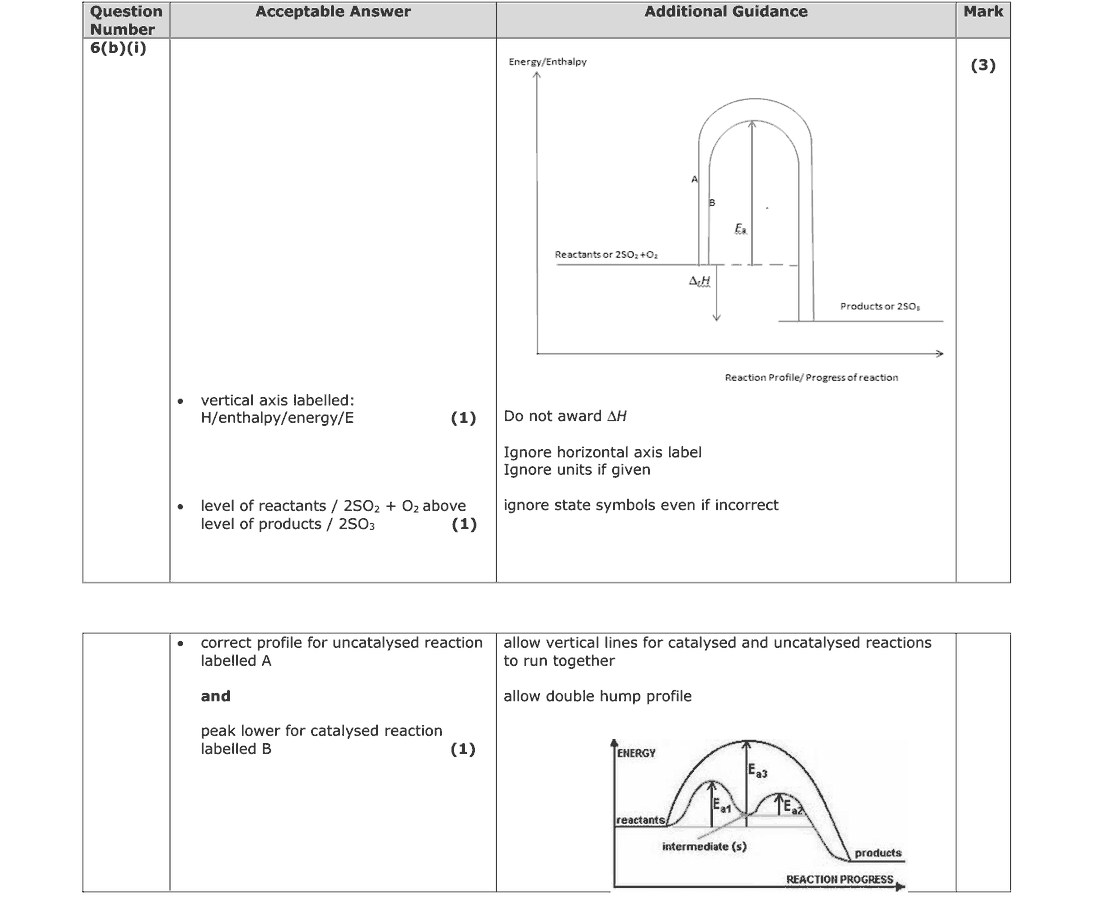 Question Number
Acceptable Answer
Additional Guidance
Mark
6(b)(i)
(3)
Energy/Enthalpy
A
B
Eₐ
Reactants or 2SO₂ +O₂
ΔᵣH
Products or 2SO₃
Reaction Profile/ Progress of reaction
• vertical axis labelled:
H/enthalpy/energy/E (1)
Do not award ΔH
Ignore horizontal axis label
Ignore units if given
• level of reactants / 2SO₂ + O₂ above
level of products / 2SO₃ (1)
ignore state symbols even if incorrect
• correct profile for uncatalysed reaction
labelled A
and
peak lower for catalysed reaction
labelled B (1)
allow vertical lines for catalysed and uncatalysed reactions
to run together
allow double hump profile
ENERGY
Eₐ₃
Eₐ₁
Eₐ₂
reactants
intermediate (s)
products
REACTION PROGRESS